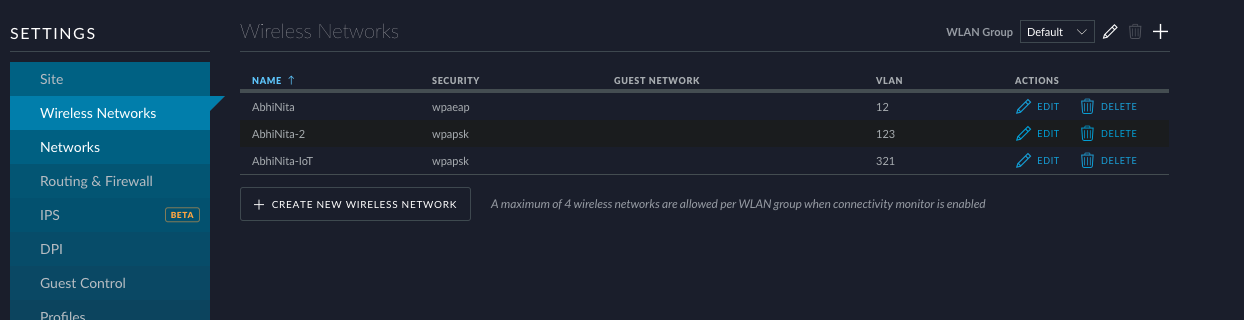 SETTINGS
Site
Wireless Networks
Networks
Routing & Firewall
IPS BETA
DPI
Guest Control
Profiles
Wireless Networks
WLAN Group Default
NAME ↑ SECURITY GUEST NETWORK VLAN ACTIONS
AbhiNita wpaeap 12 EDIT DELETE
AbhiNita-2 wpapsk 123 EDIT DELETE
AbhiNita-IoT wpapsk 321 EDIT DELETE
+ CREATE NEW WIRELESS NETWORK A maximum of 4 wireless networks are allowed per WLAN group when connectivity monitor is enabled